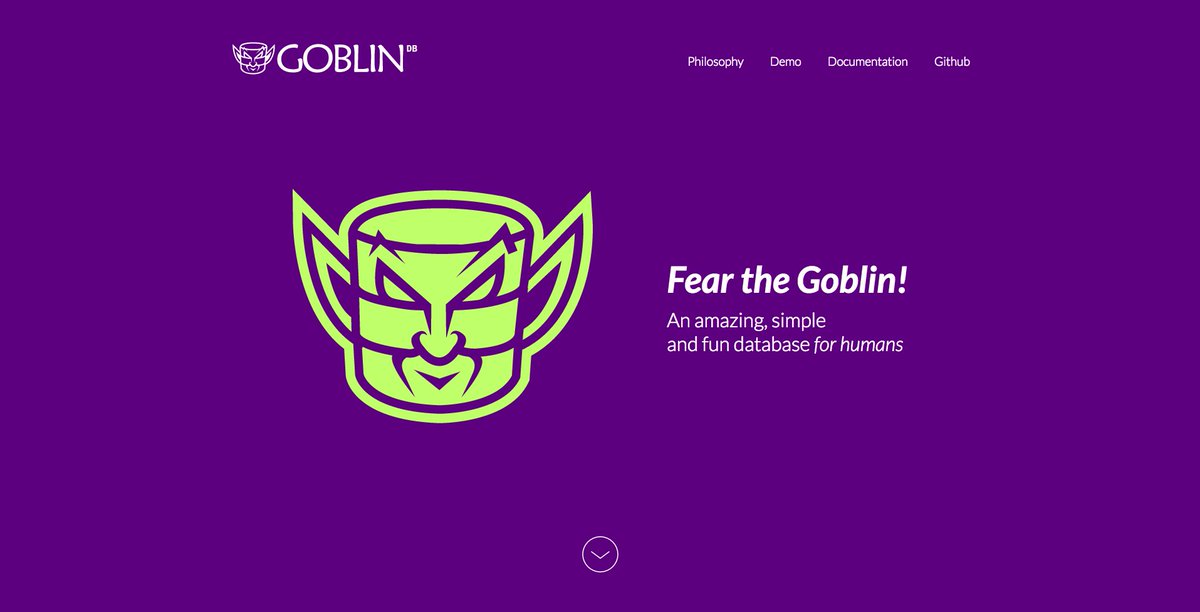 GOBLIN DB
Philosophy Demo Documentation Github
Fear the Goblin!
An amazing, simple
and fun database for humans